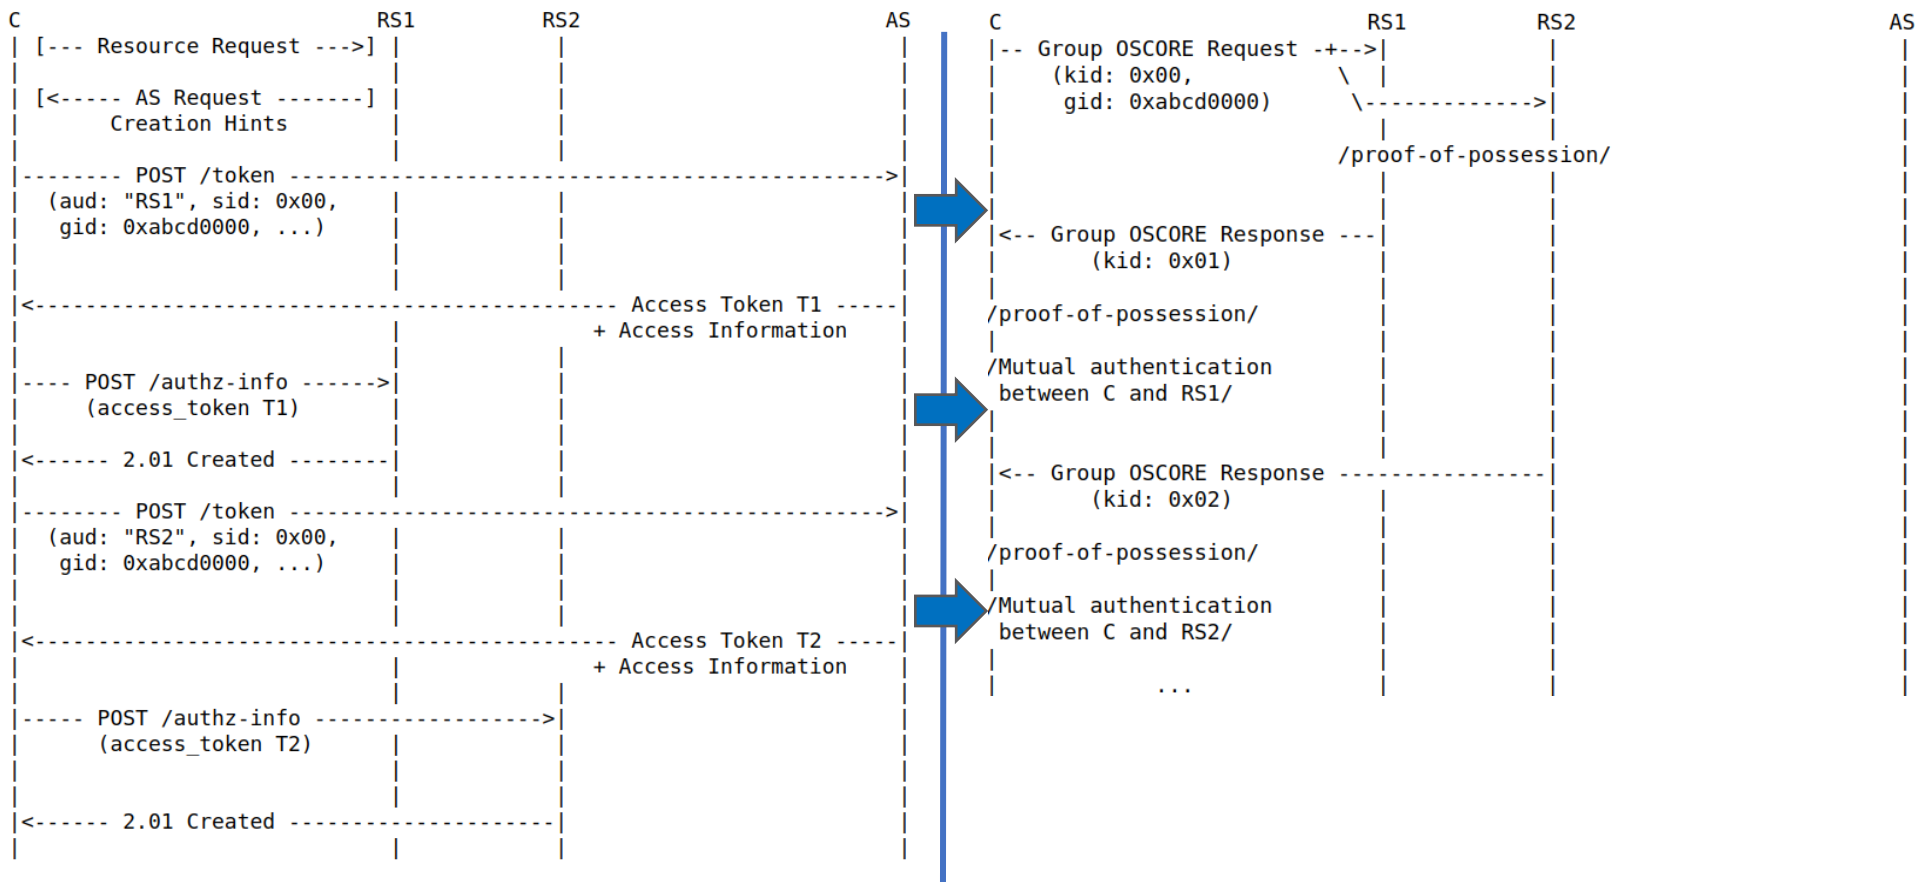 C RS1 RS2 AS
[--- Resource Request --->]
[<----- AS Request -------]
Creation Hints
|-------- POST /token ----------------------------------------------->|
(aud: "RS1", sid: 0x00,
gid: 0xabcd0000, ...)
|<----------------------------------------------- Access Token T1 -----|
+ Access Information
|---- POST /authz-info ------>|
(access_token T1)
|<------ 2.01 Created --------|
|-------- POST /token ----------------------------------------------->|
(aud: "RS2", sid: 0x00,
gid: 0xabcd0000, ...)
|<----------------------------------------------- Access Token T2 -----|
+ Access Information
|----- POST /authz-info ------------------>|
(access_token T2)
|<------ 2.01 Created ---------------------|
C RS1 RS2 AS
|-- Group OSCORE Request -+-->|
(kid: 0x00, \
gid: 0xabcd0000) \------------->|
/proof-of-possession/
|<-- Group OSCORE Response ---|
(kid: 0x01)
/proof-of-possession/
/Mutual authentication
between C and RS1/
|<-- Group OSCORE Response ----------------|
(kid: 0x02)
/proof-of-possession/
/Mutual authentication
between C and RS2/
...